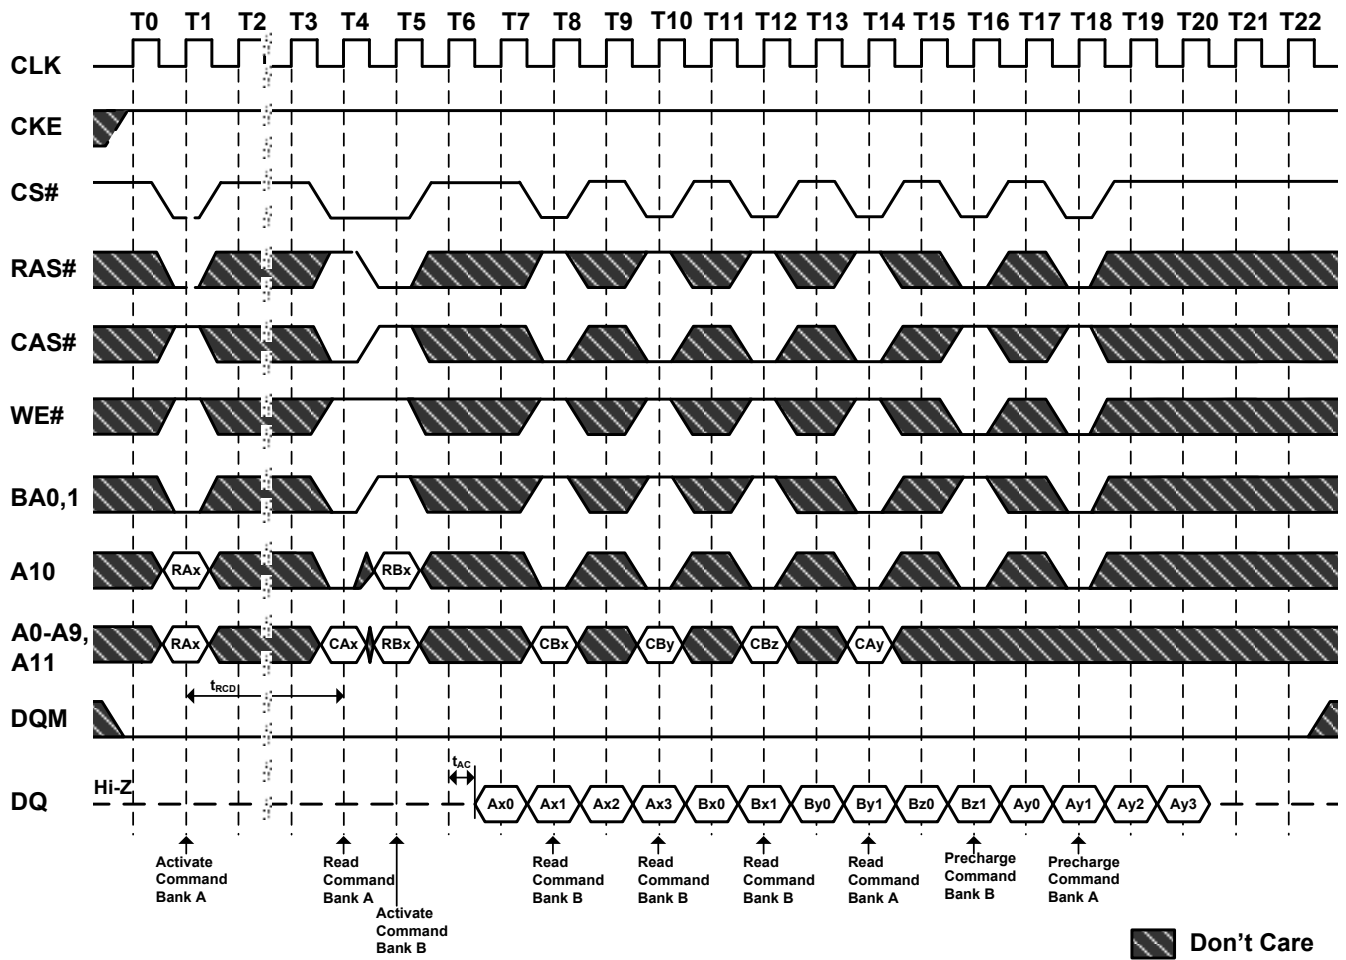 T0 T1 T2 T3 T4 T5 T6 T7 T8 T9 T10 T11 T12 T13 T14 T15 T16 T17 T18 T19 T20 T21 T22
CLK
CKE
CS#
RAS#
CAS#
WE#
BA0,1
A10 RAx RBx
A0-A9,
A11
RAx CAx RBx CBx CBy CBz CAy
tRCD
DQM
tAC
Hi-Z
DQ
Ax0 Ax1 Ax2 Ax3 Bx0 Bx1 By0 By1 Bz0 Bz1 Ay0 Ay1 Ay2 Ay3
Activate
Command
Bank A
Read
Command
Bank A
Activate
Command
Bank B
Read
Command
Bank B
Read
Command
Bank B
Read
Command
Bank B
Read
Command
Bank A
Precharge
Command
Bank B
Precharge
Command
Bank A
Don't Care